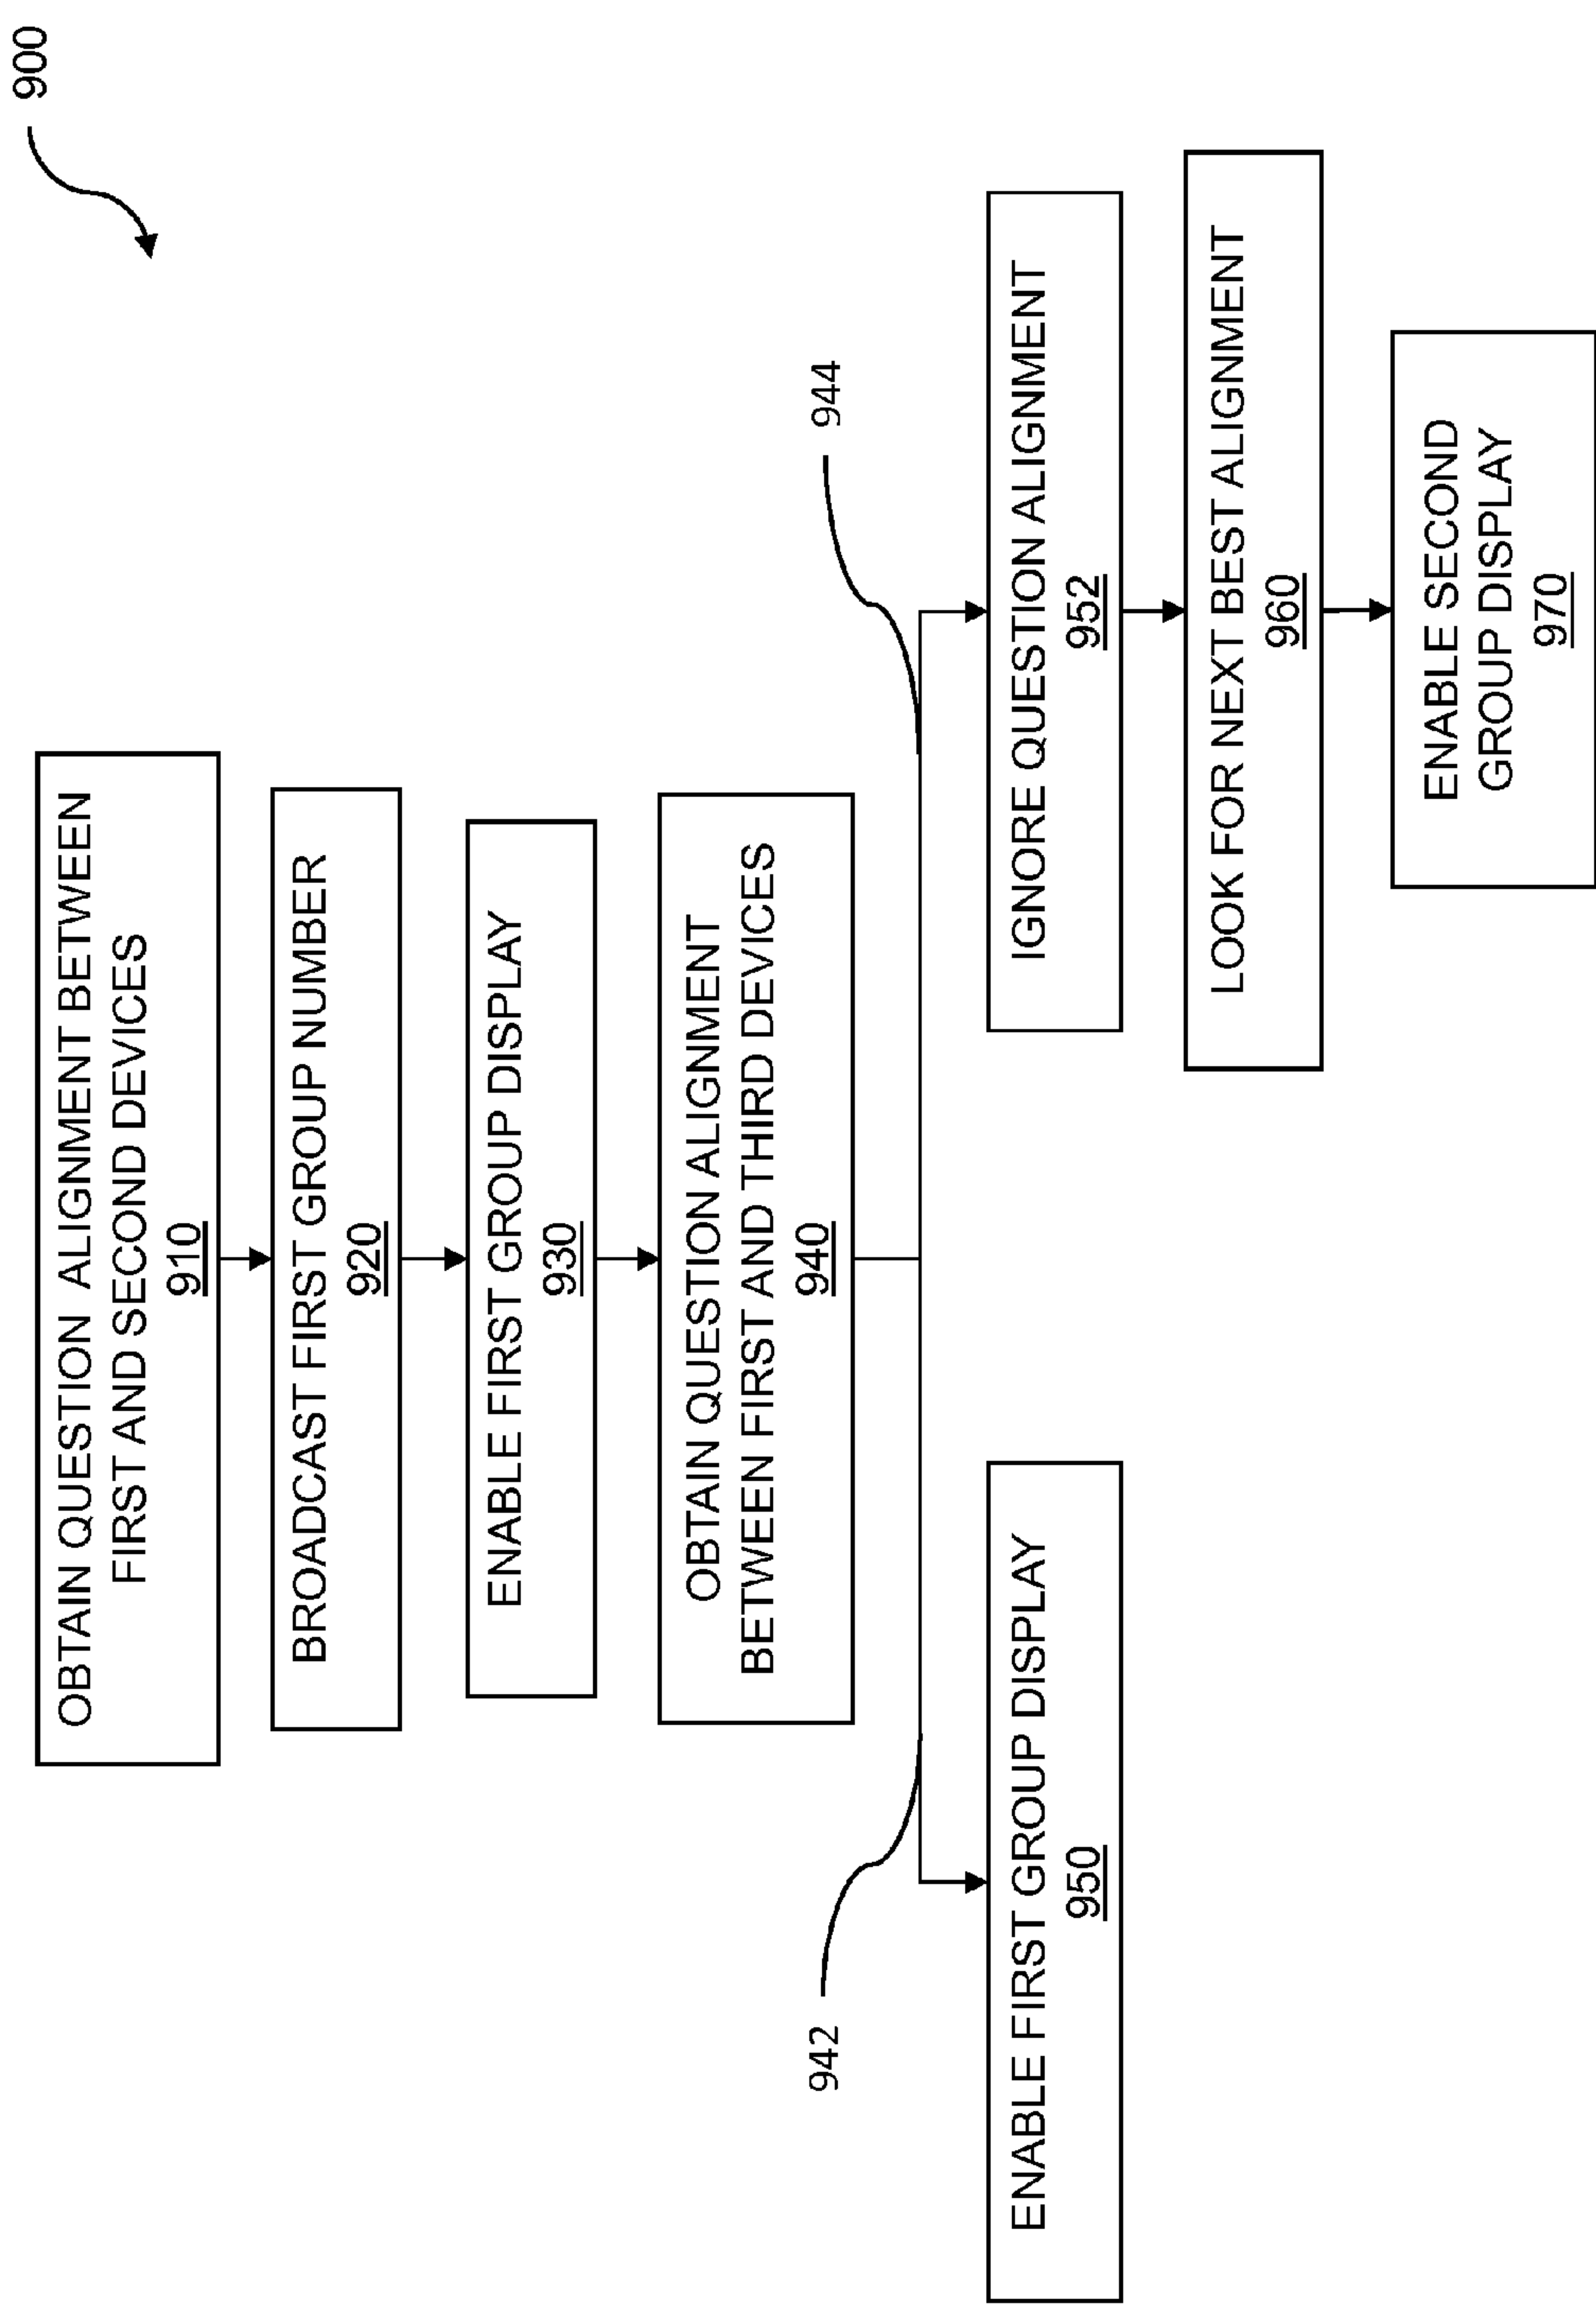 900
OBTAIN QUESTION ALIGNMENT BETWEEN
FIRST AND SECOND DEVICES
910
BROADCAST FIRST GROUP NUMBER
920
ENABLE FIRST GROUP DISPLAY
930
OBTAIN QUESTION ALIGNMENT
BETWEEN FIRST AND THIRD DEVICES
940
942
944
ENABLE FIRST GROUP DISPLAY
950
IGNORE QUESTION ALIGNMENT
952
LOOK FOR NEXT BEST ALIGNMENT
960
ENABLE SECOND
GROUP DISPLAY
970